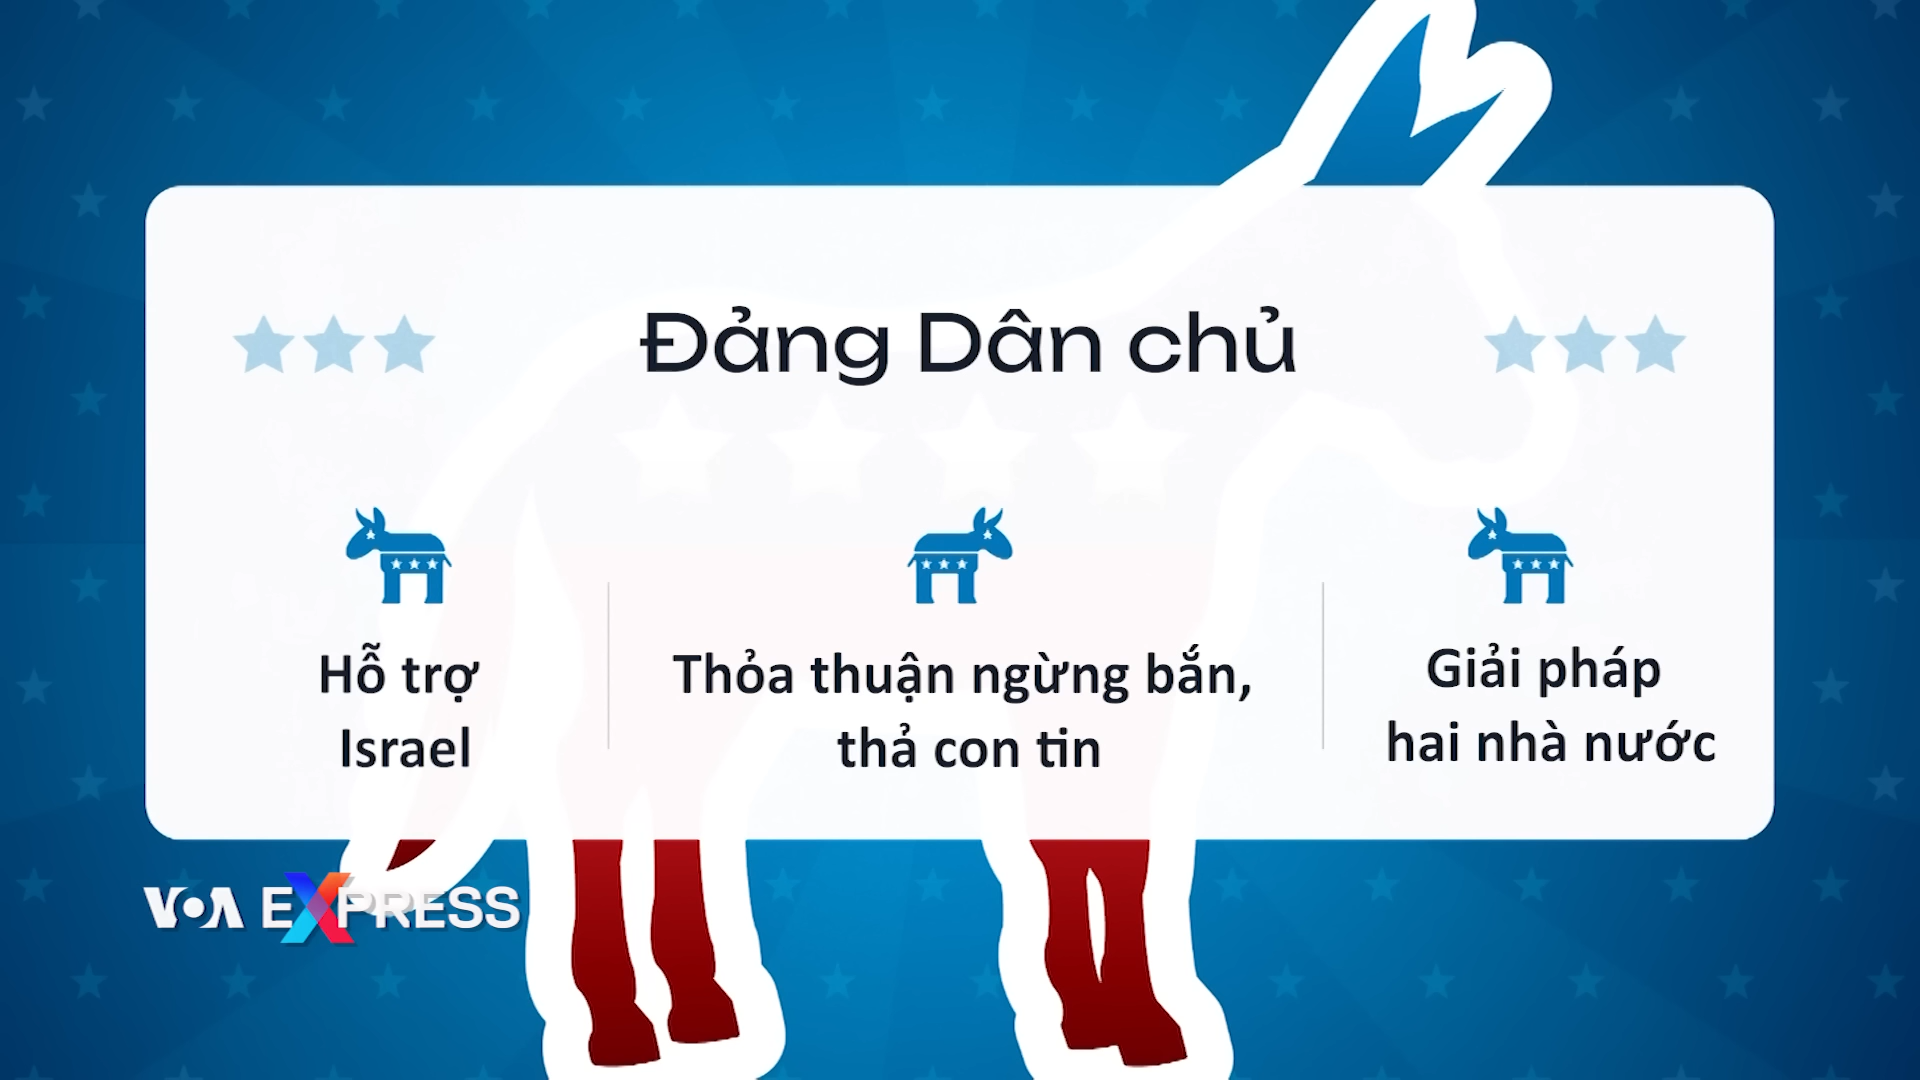 Đảng Dân chủ
Hỗ trợ
Israel
Thỏa thuận ngừng bắn,
thả con tin
Giải pháp
hai nhà nước
VOA EXPRESS